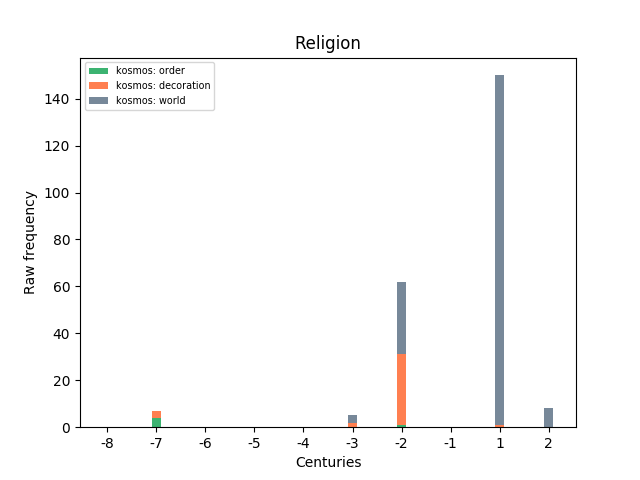 Religion
kosmos: order
kosmos: decoration
kosmos: world
Raw frequency
140
120
100
80
60
40
20
0
-8 -7 -6 -5 -4 -3 -2 -1 1 2
Centuries